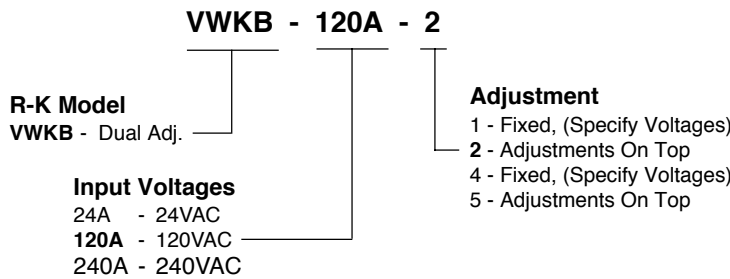 VWKB - 120A - 2
R-K Model
VWKB - Dual Adj.
Input Voltages
24A - 24VAC
120A - 120VAC
240A - 240VAC
Adjustment
1 - Fixed, (Specify Voltages)
2 - Adjustments On Top
4 - Fixed, (Specify Voltages)
5 - Adjustments On Top